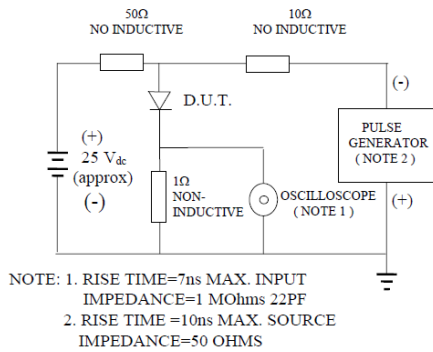 50Ω
NO INDUCTIVE
10Ω
NO INDUCTIVE
D.U.T.
(-)
PULSE
GENERATOR
( NOTE 2 )
(+)
(+)
25 Vdc
(approx)
(-)
1Ω
NON-
INDUCTIVE
OSCILLOSCOPE
( NOTE 1 )
NOTE: 1. RISE TIME=7ns MAX. INPUT
IMPEDANCE=1 MOhms 22PF
2. RISE TIME =10ns MAX. SOURCE
IMPEDANCE=50 OHMS